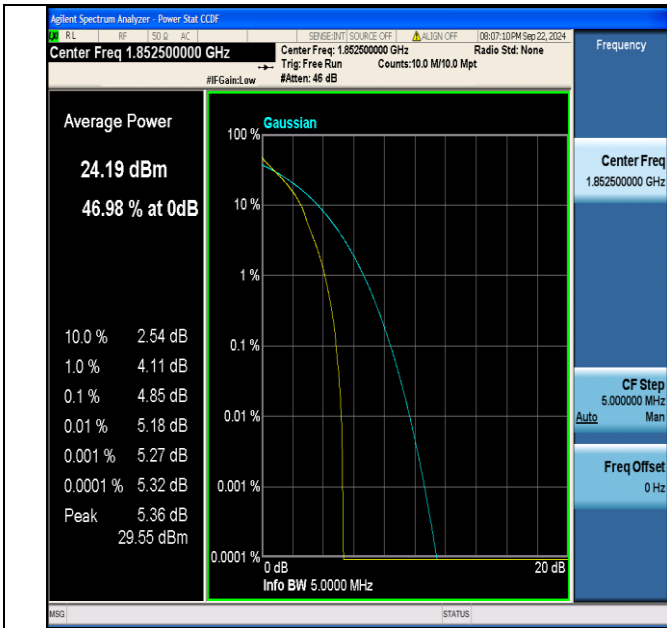 Agilent Spectrum Analyzer - Power Stat CCDF
RL RF 50 Ω AC SENSE:INT SOURCE OFF ALIGN OFF 08:07:10 PM Sep 22, 2024
Center Freq 1.852500000 GHz
Center Freq: 1.852500000 GHz Radio Std: None
Trig: Free Run Counts:10.0 M/10.0 Mpt
#IFGain:Low #Atten: 46 dB
Frequency
Average Power
24.19 dBm
46.98 % at 0dB
10.0 % 2.54 dB
1.0 % 4.11 dB
0.1 % 4.85 dB
0.01 % 5.18 dB
0.001 % 5.27 dB
0.0001 % 5.32 dB
Peak 5.36 dB
29.55 dBm
Gaussian
100 %
10 %
1 %
0.1 %
0.01 %
0.001 %
0.0001 %
0 dB 20 dB
Info BW 5.0000 MHz
Center Freq
1.852500000 GHz
CF Step
5.000000 MHz
Auto Man
Freq Offset
0 Hz
MSG STATUS